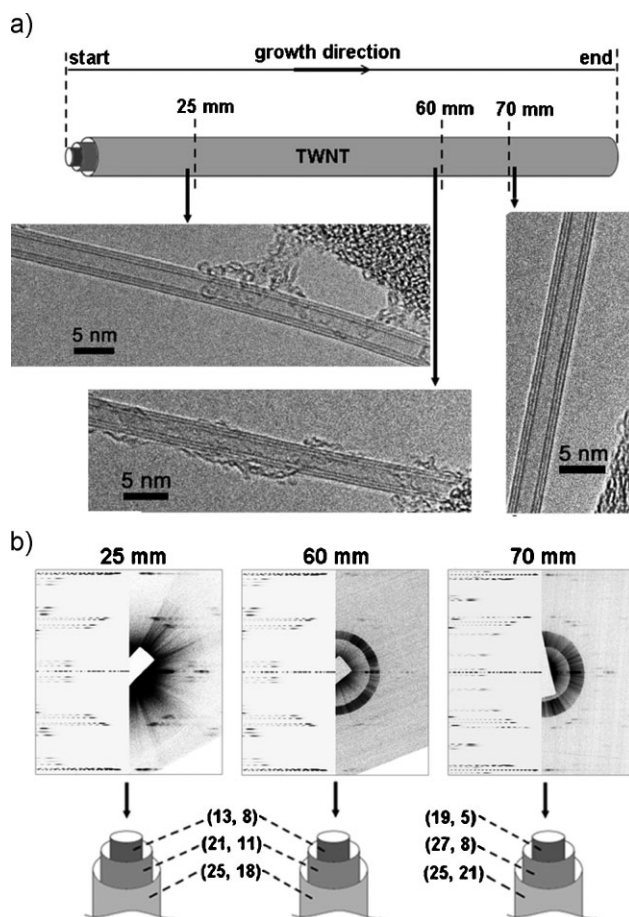 a)
start growth direction end
25 mm 60 mm 70 mm
TWNT
5 nm
5 nm
5 nm
b)
25 mm 60 mm 70 mm
(13, 8) (19, 5)
(21, 11) (27, 8)
(25, 18) (25, 21)